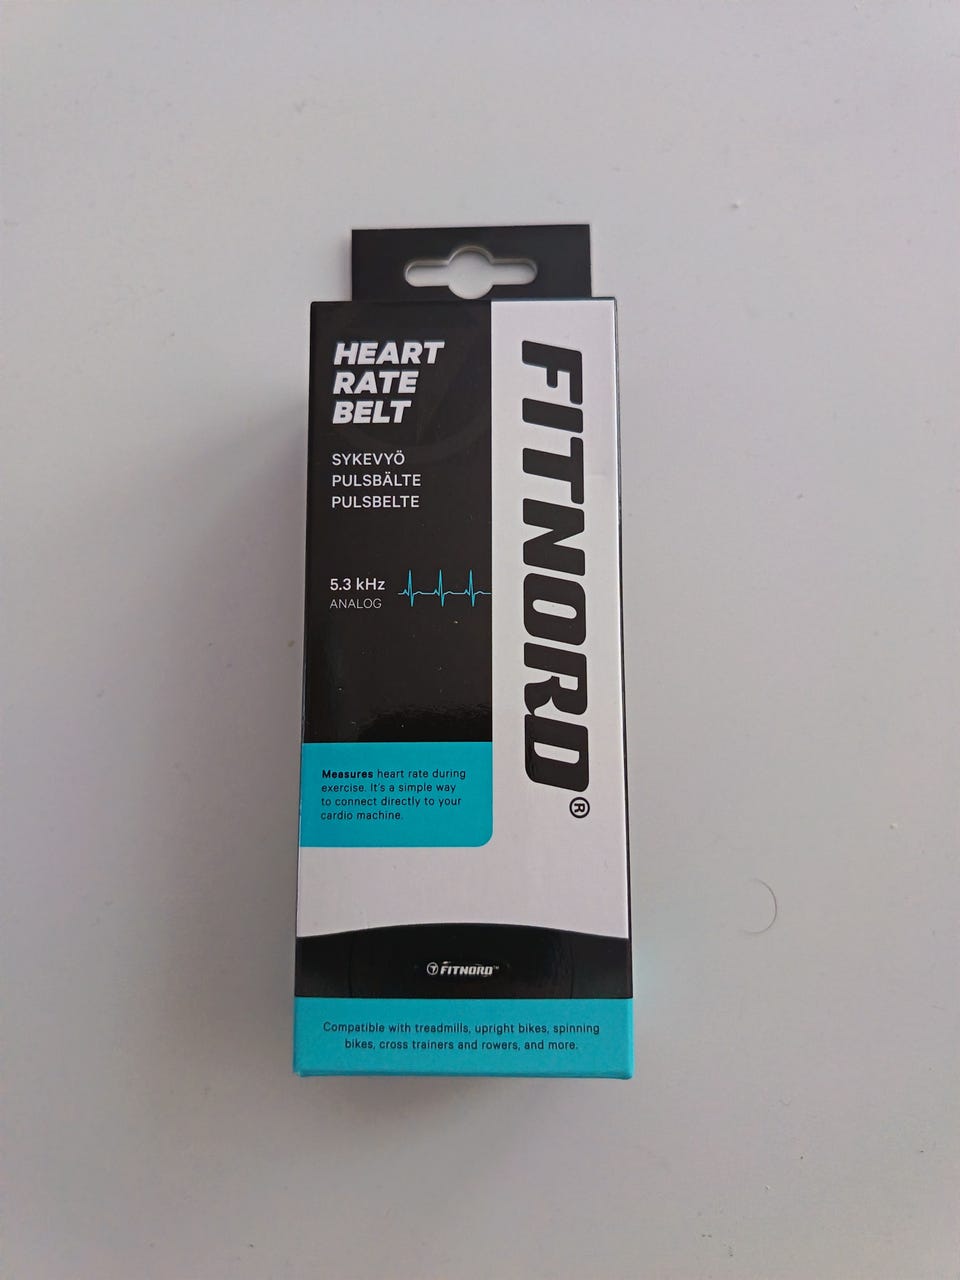 HEART
RATE
BELT
SYKEVYÖ
PULSBÄLTE
PULSBELTE
5.3 kHz
ANALOG
FITNORD®
Measures heart rate during
exercise. It's a simple way
to connect directly to your
cardio machine.
FITNORD™
Compatible with treadmills, upright bikes, spinning
bikes, cross trainers and rowers, and more.